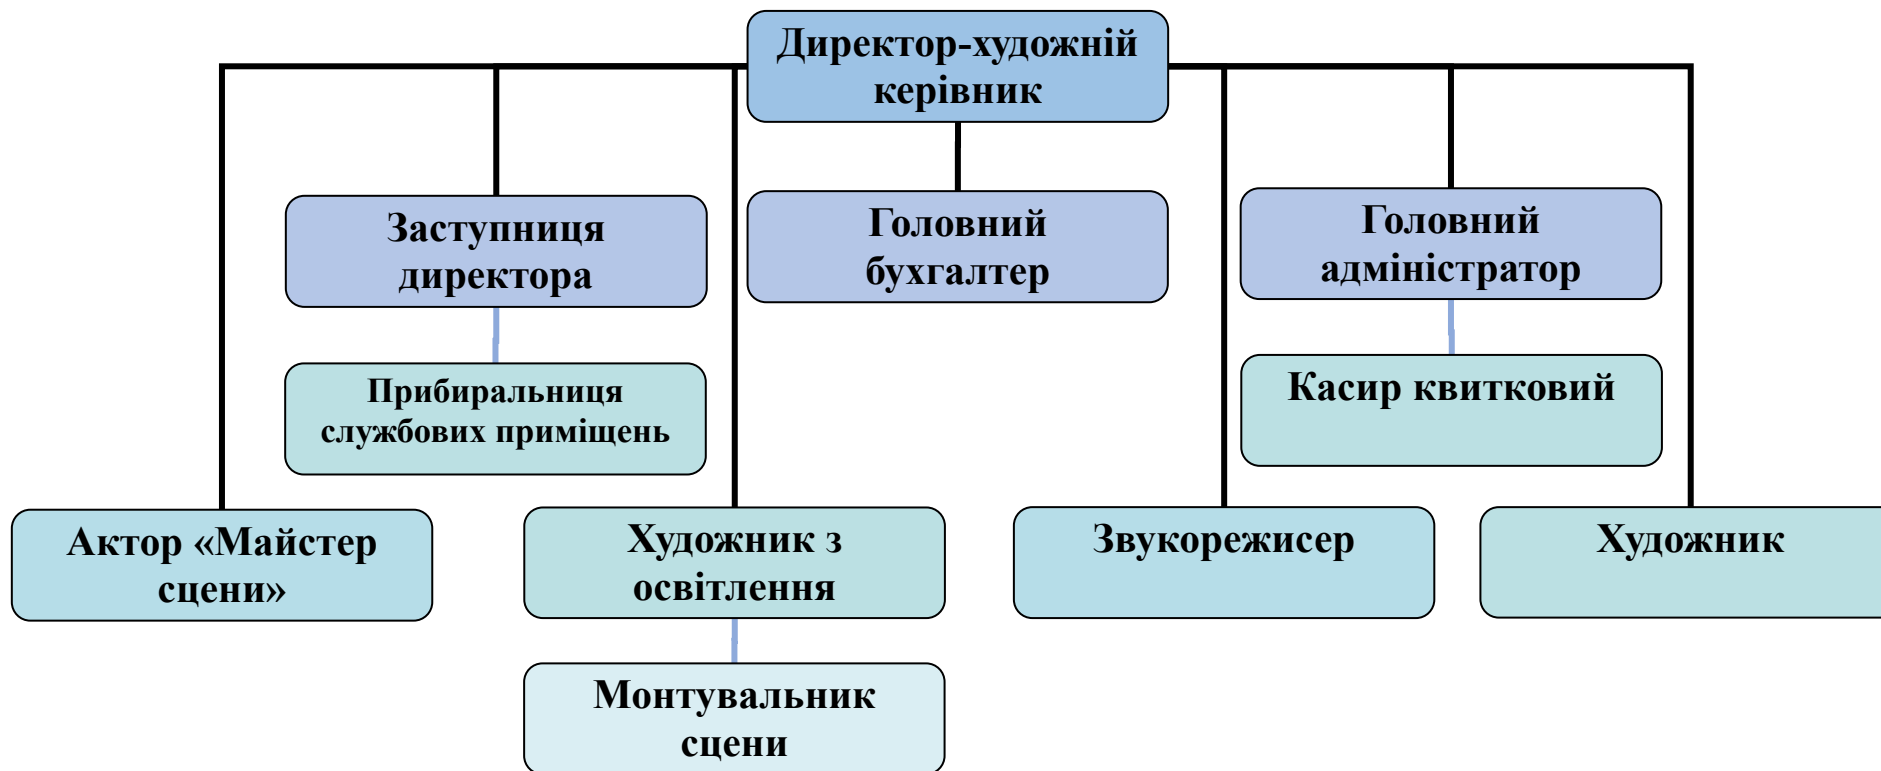 Директор-художній
керівник
Заступниця
директора
Головний
бухгалтер
Головний
адміністратор
Прибиральниця
службових приміщень
Касир квитковий
Актор «Майстер
сцени»
Художник з
освітлення
Звукорежисер
Художник
Монтувальник
сцени